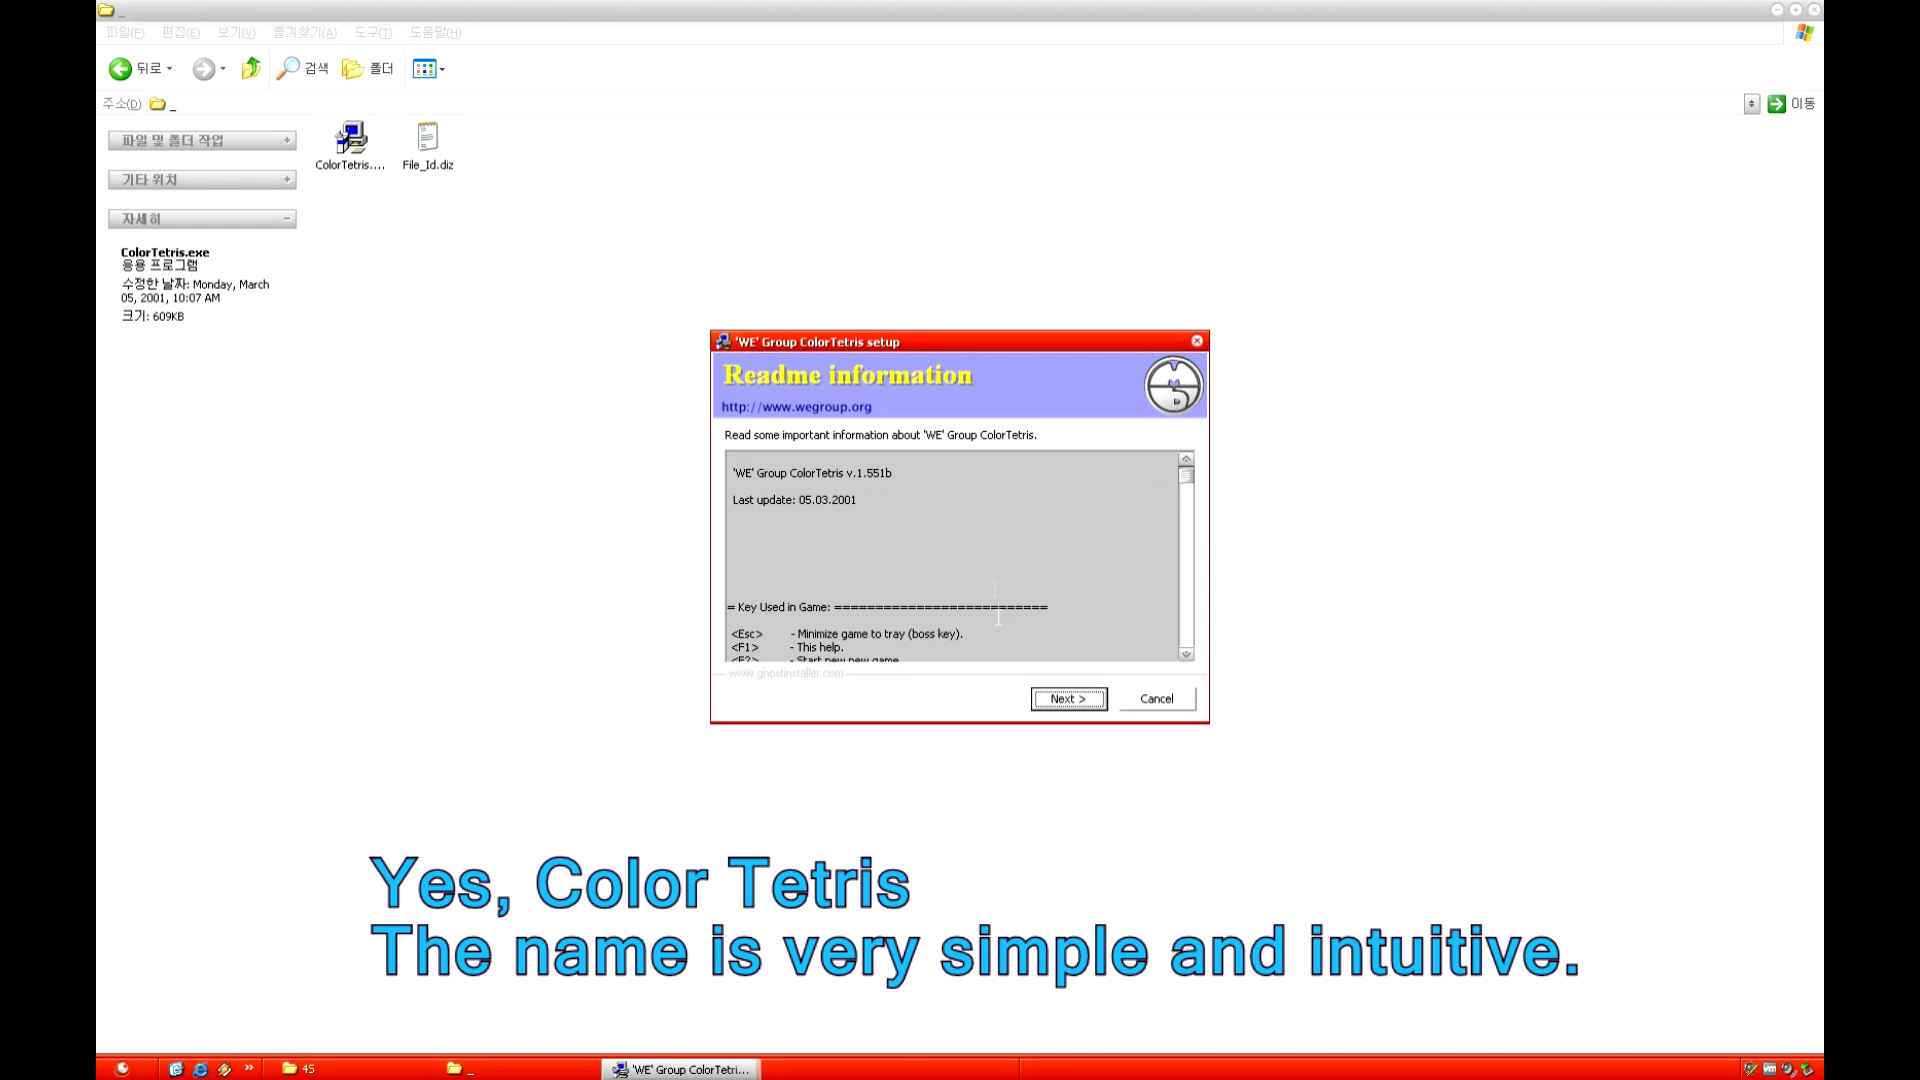 _
파일(F) 편집(E) 보기(V) 즐겨찾기(A) 도구(T) 도움말(H)
뒤로 검색 폴더
주소(D) _ 이동
파일 및 폴더 작업
기타 위치
자세히
ColorTetris.exe
응용 프로그램
수정한 날짜: Monday, March
05, 2001, 10:07 AM
크기: 609KB
ColorTetris.... File_Id.diz
'WE' Group ColorTetris setup
Readme information
http://www.wegroup.org
Read some important information about 'WE' Group ColorTetris.
'WE' Group ColorTetris v.1.551b
Last update: 05.03.2001
= Key Used in Game: ==========================
<Esc> - Minimize game to tray (boss key).
<F1> - This help.
<F2> - Start new new game
www.ghostinstaller.com
Next > Cancel
Yes, Color Tetris
The name is very simple and intuitive.
45 _ 'WE' Group ColorTetri...